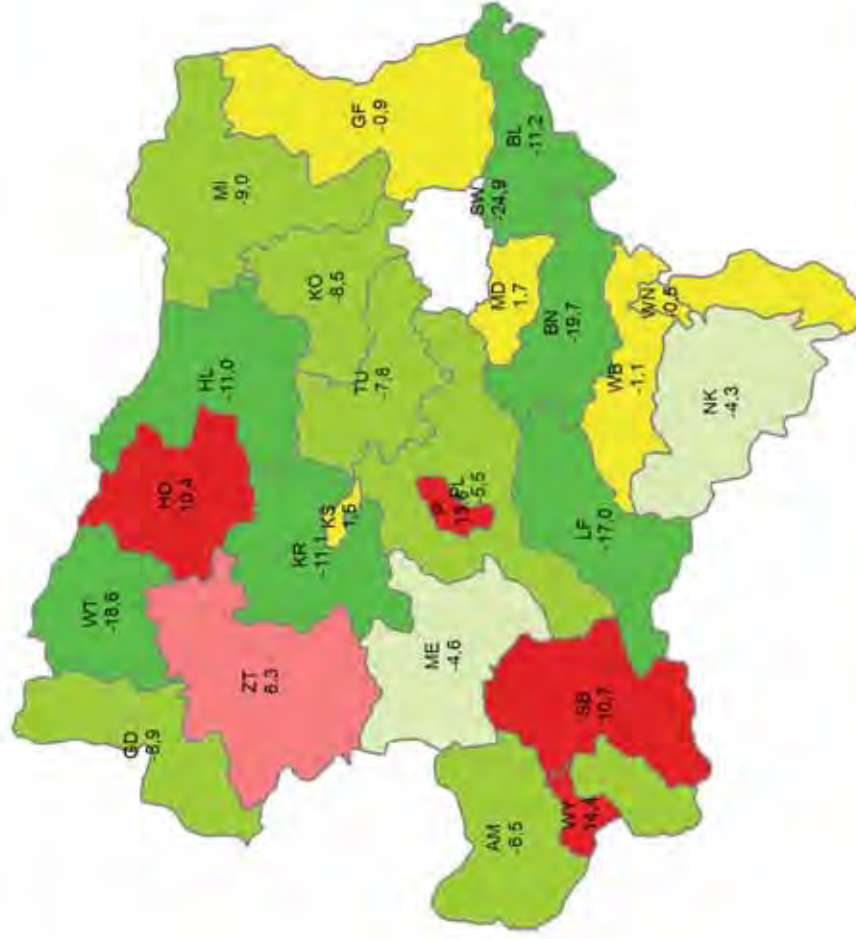 WT
-18,6
GD
-8,9
HO
10,4
HL
-11,0
MI
-9,0
ZT
6,3
KR
-11,1
KO
-8,5
KS
1,5
TU
-7,8
GF
-0,9
ME
-4,6
P
PL
-5,5
SW
-24,9
AM
-6,5
MD
1,7
BL
-11,2
BN
-19,7
WY
14,4
SB
10,7
LF
-17,0
WB
-1,1
WN
-0,5
NK
-4,3